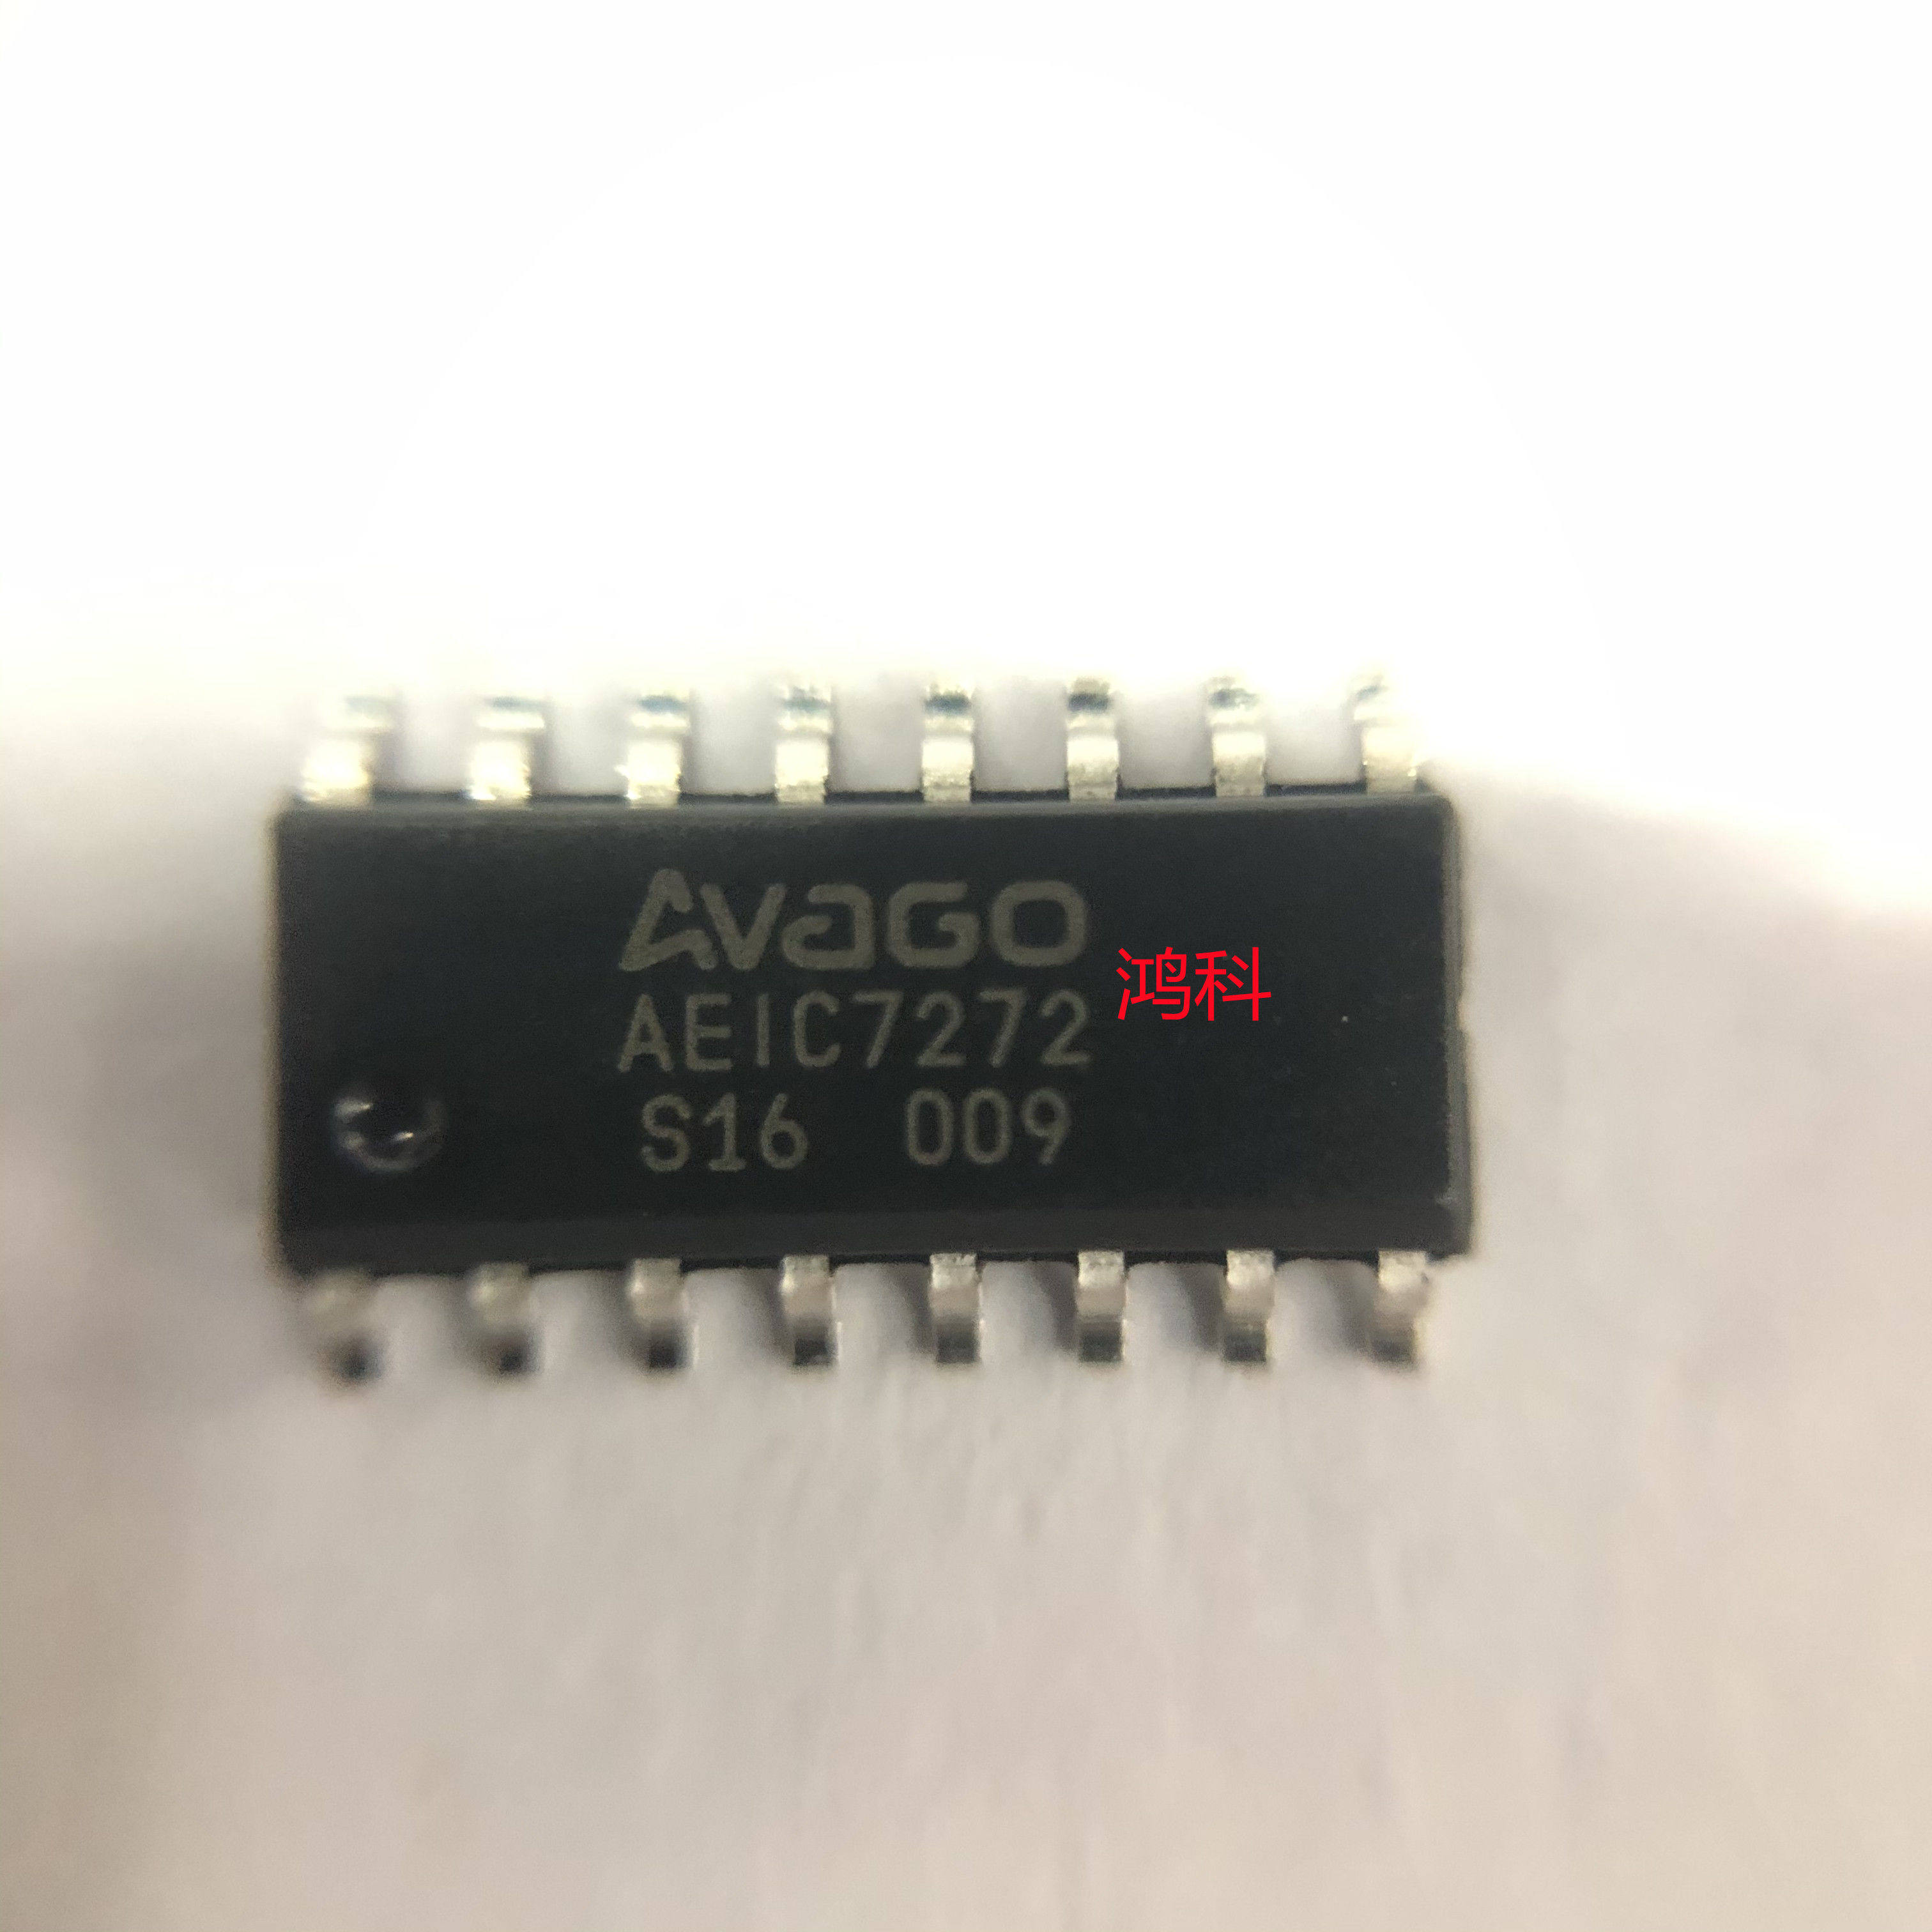 AVAGO
鸿科
AEIC7272
S16 009